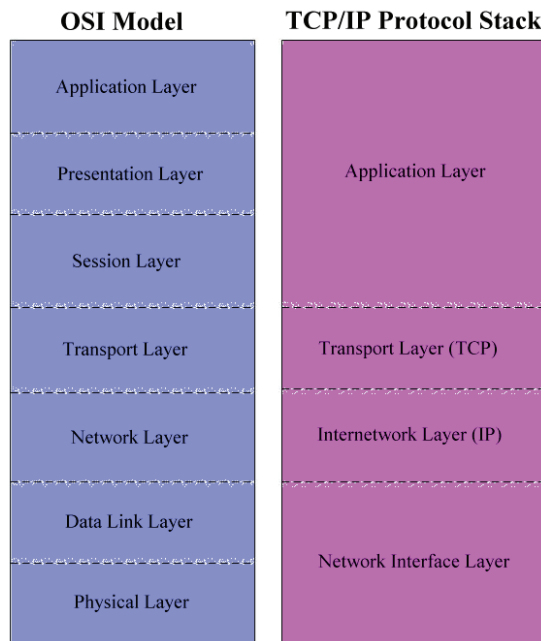 OSI Model
Application Layer
Presentation Layer
Session Layer
Transport Layer
Network Layer
Data Link Layer
Physical Layer
TCP/IP Protocol Stack
Application Layer
Transport Layer (TCP)
Internetwork Layer (IP)
Network Interface Layer